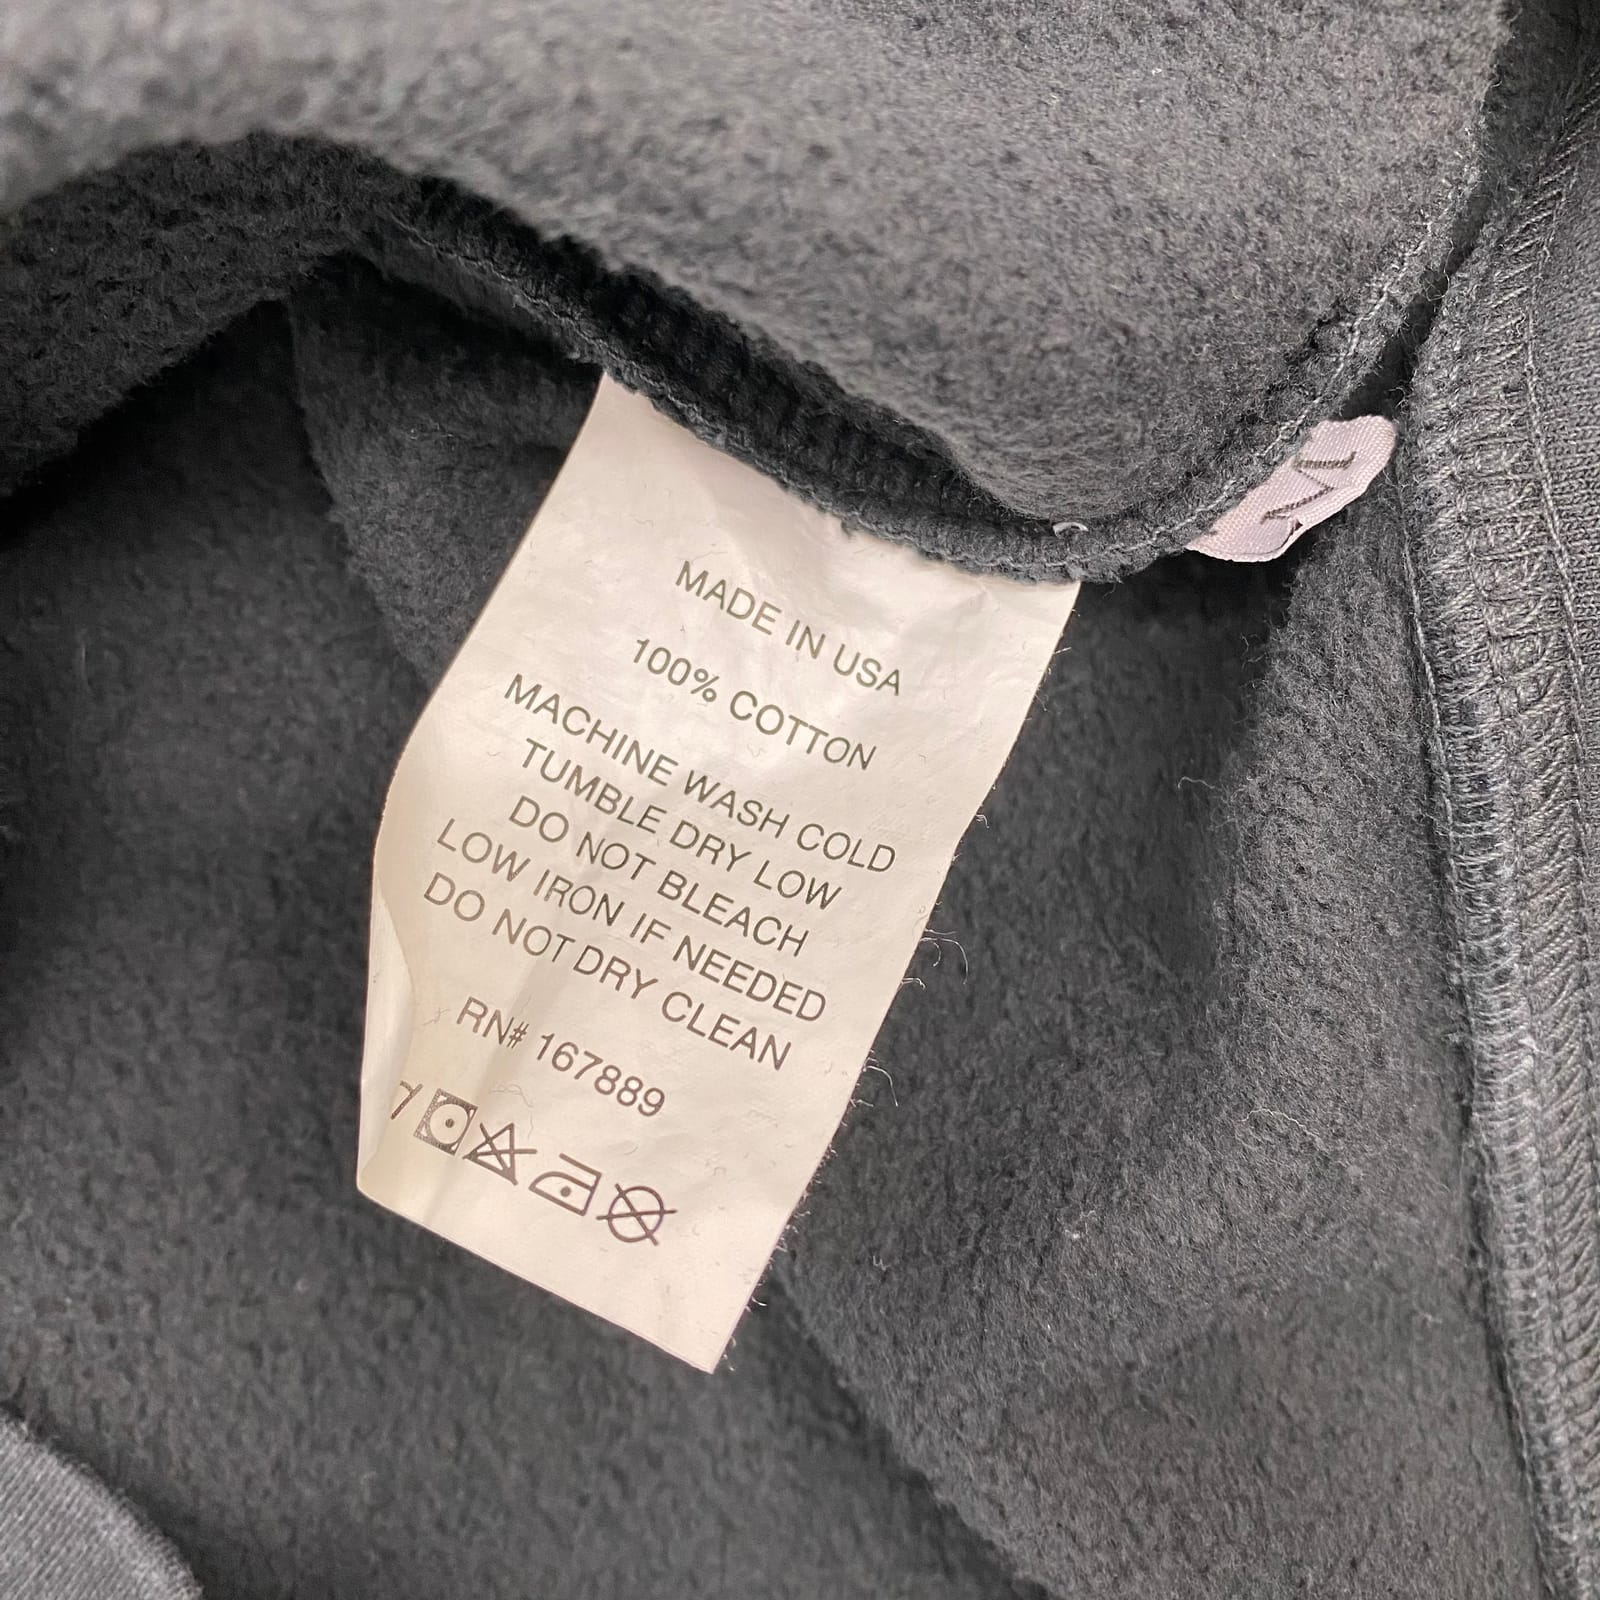 MADE IN USA
100% COTTON
MACHINE WASH COLD
TUMBLE DRY LOW
DO NOT BLEACH
LOW IRON IF NEEDED
DO NOT DRY CLEAN
RN# 167889
M